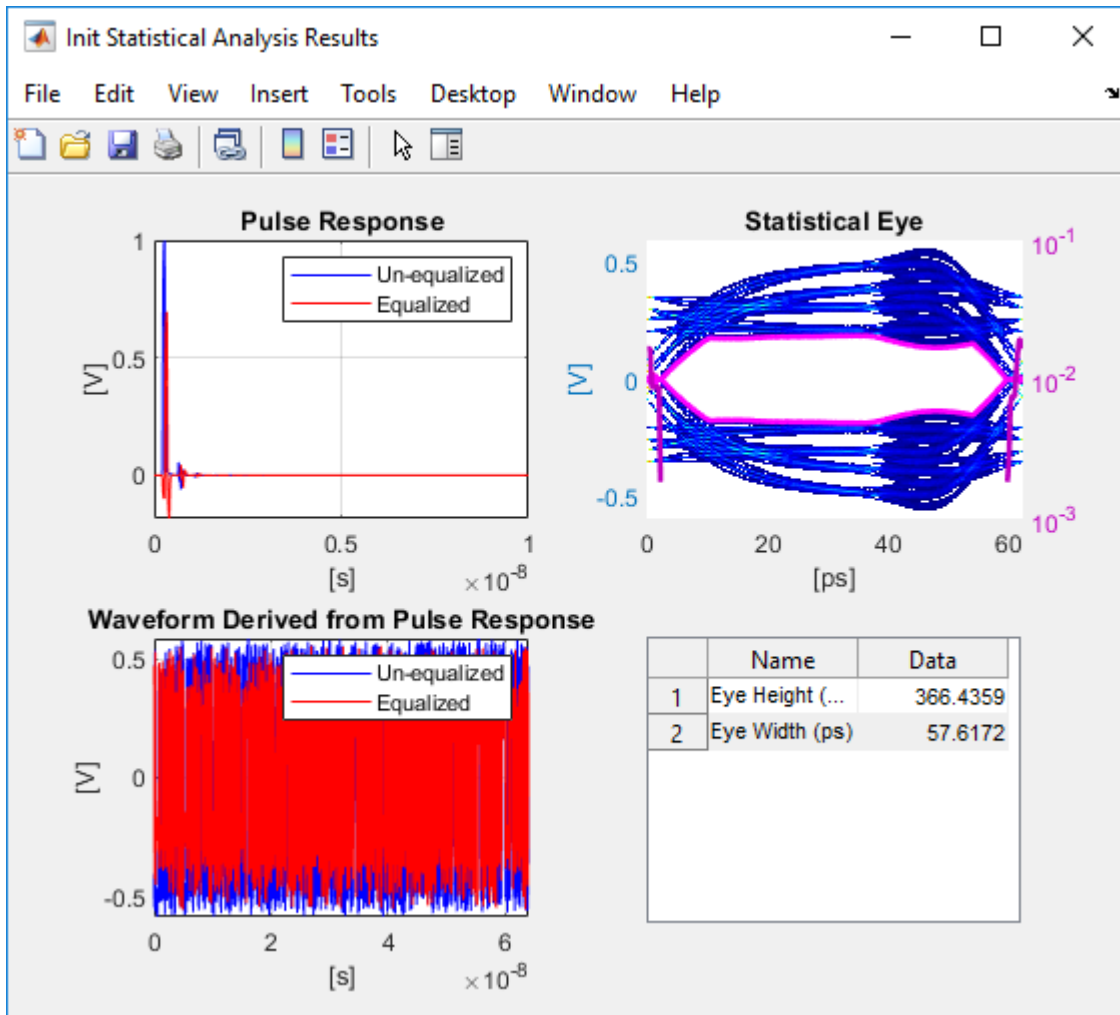 Init Statistical Analysis Results
File Edit View Insert Tools Desktop Window Help
Pulse Response
1
0.5
0
[V]
Un-equalized
Equalized
0 0.5 1
[s]
×10^-8
Statistical Eye
0.5
0
-0.5
[V]
10^-1
10^-2
10^-3
0 20 40 60
[ps]
Waveform Derived from Pulse Response
0.5
0
-0.5
[V]
Un-equalized
Equalized
0 2 4 6
[s]
×10^-8
Name Data
1 Eye Height (... 366.4359
2 Eye Width (ps) 57.6172